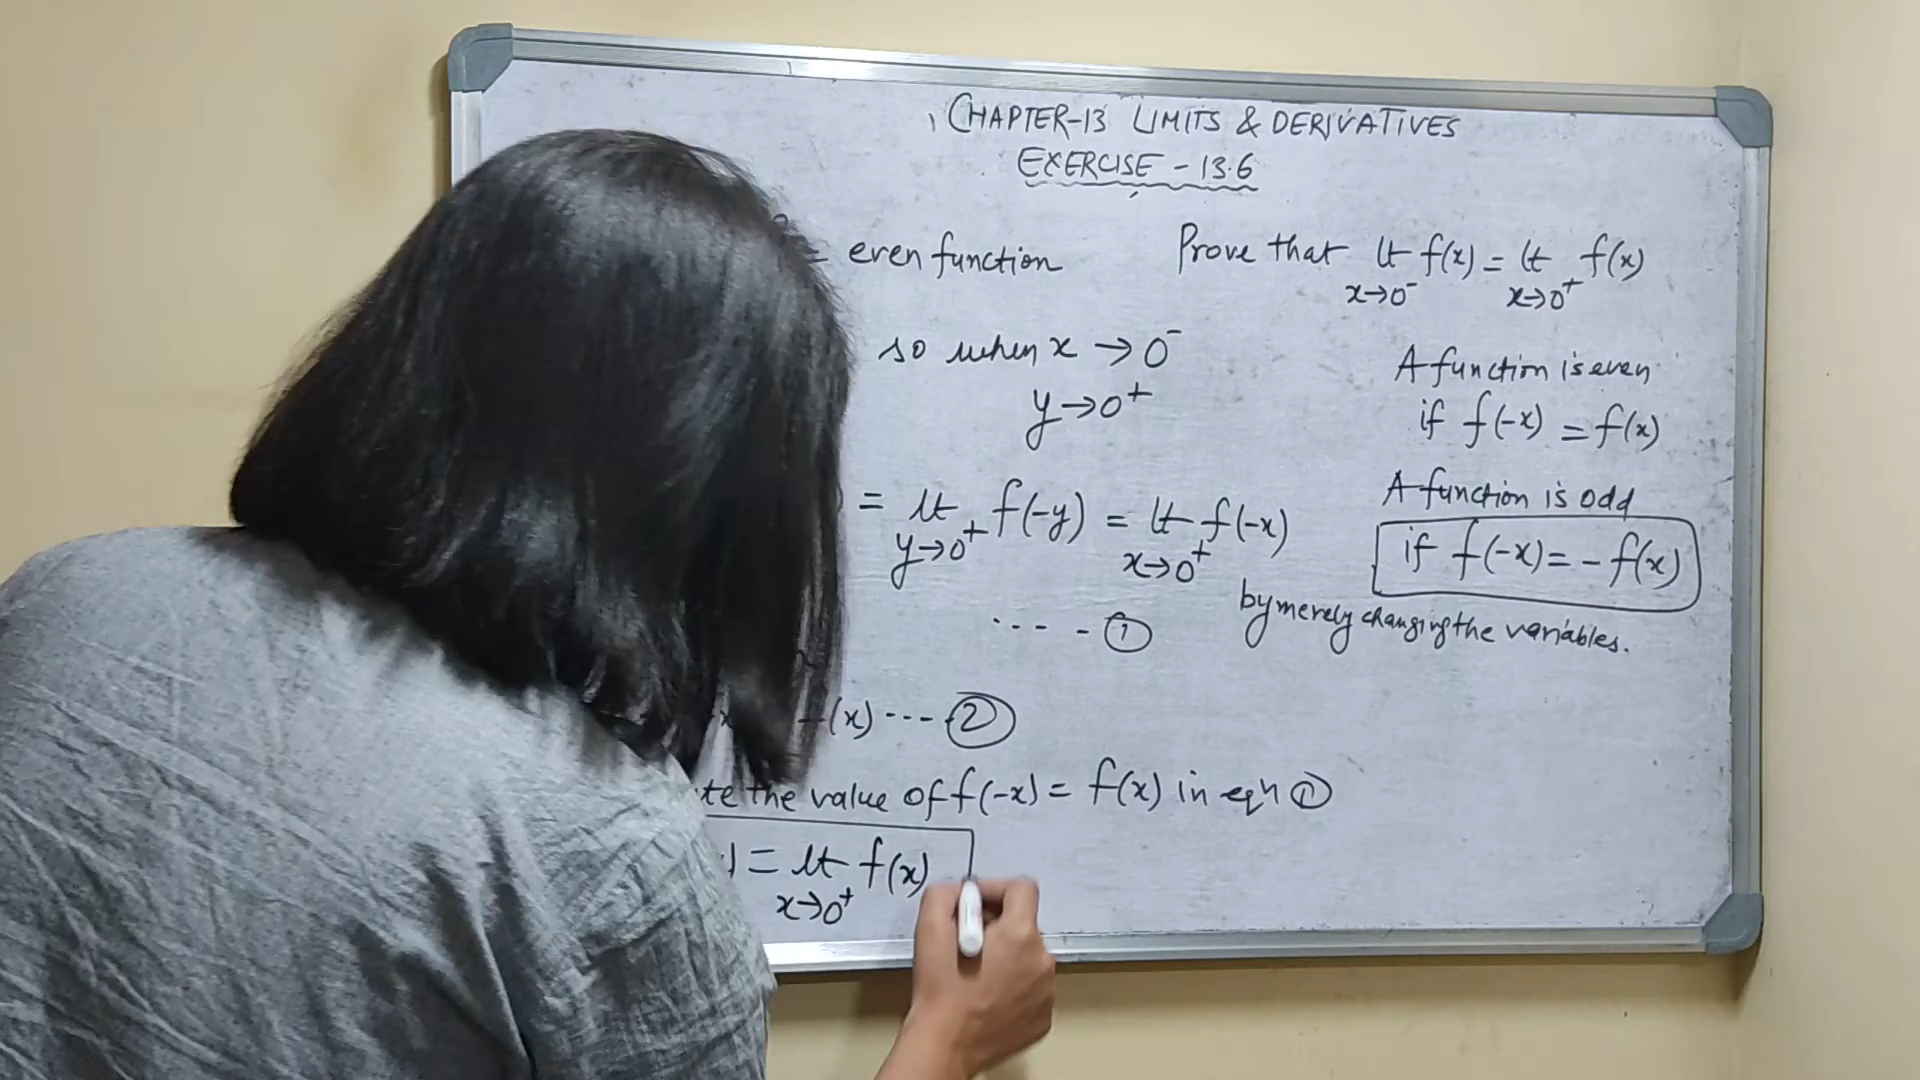 CHAPTER-13 LIMITS & DERIVATIVES
EXERCISE - 13.6
= even function
Prove that lt f(x) = lt f(x)
x→0⁻ x→0⁺
so when x → 0⁻
y→0⁺
A function is even
if f(-x) = f(x)
A function is odd
if f(-x) = - f(x)
= lt f(-y) = lt f(-x)
y→0⁺ x→0⁺
by merely changing the variables.
---- ①
(x) --- ②
the value of f(-x) = f(x) in eqn ①
= lt f(x)
x→0⁺